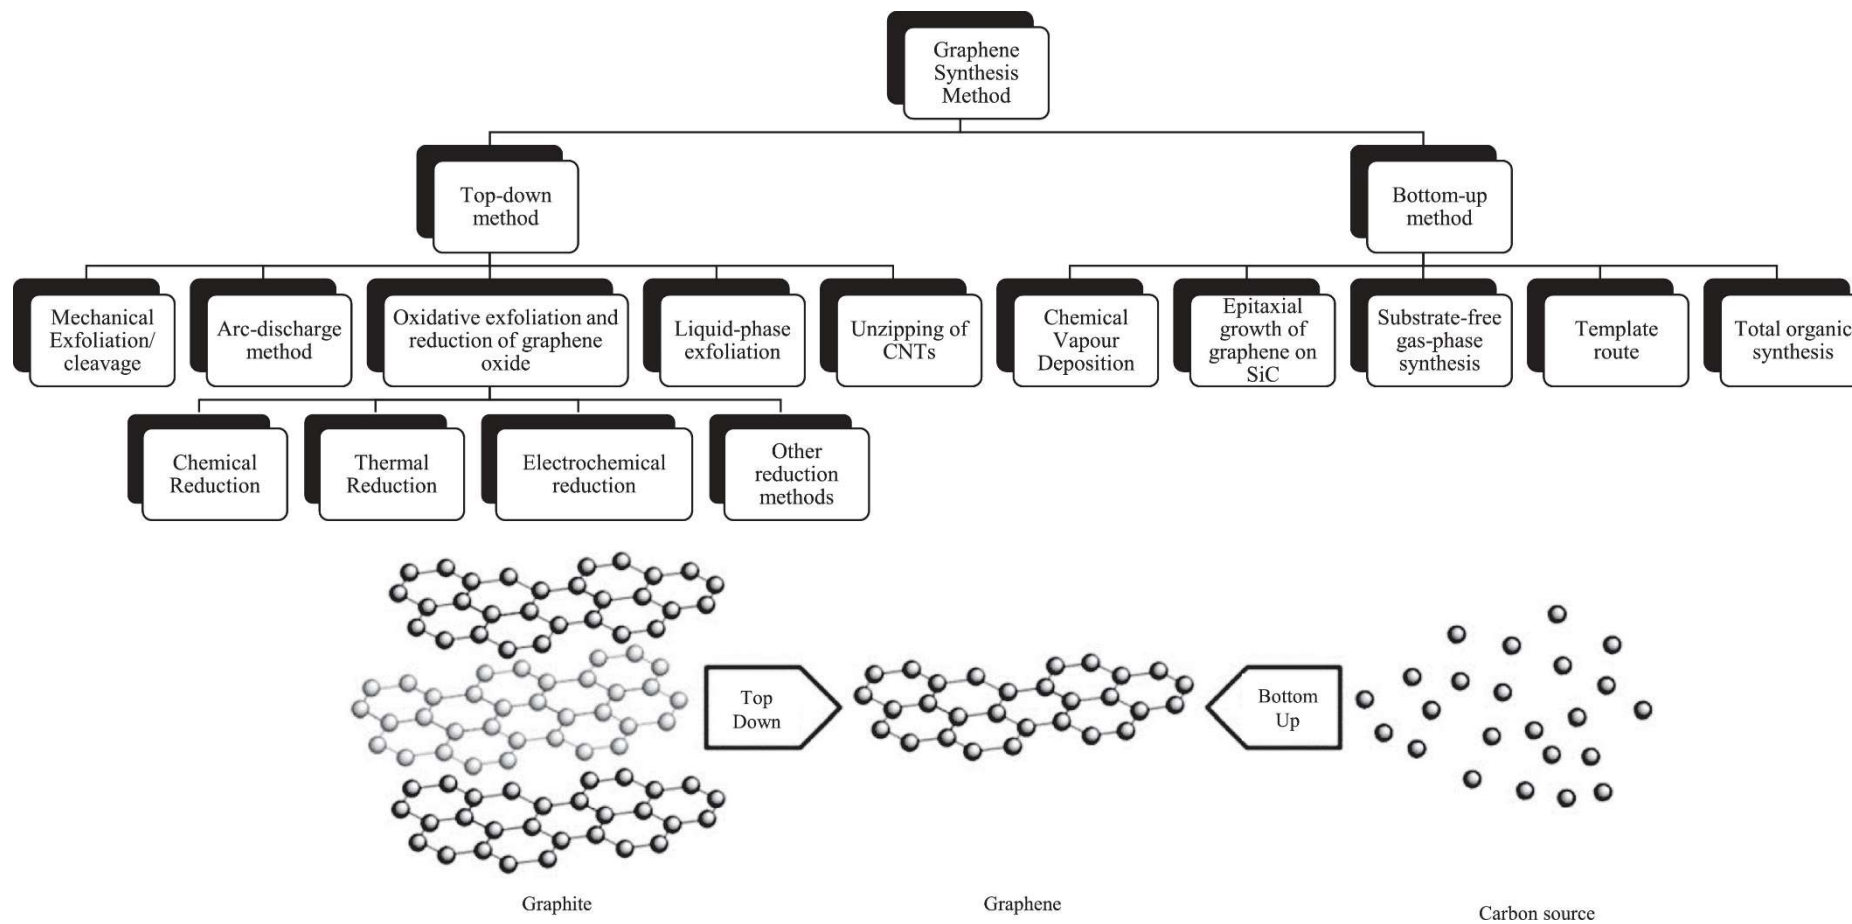 Graphene
Synthesis
Method
Top-down
method
Bottom-up
method
Mechanical
Exfoliation/
cleavage
Arc-discharge
method
Oxidative exfoliation and
reduction of graphene
oxide
Liquid-phase
exfoliation
Unzipping of
CNTs
Chemical
Vapour
Deposition
Epitaxial
growth of
graphene on
SiC
Substrate-free
gas-phase
synthesis
Template
route
Total organic
synthesis
Chemical
Reduction
Thermal
Reduction
Electrochemical
reduction
Other
reduction
methods
Top
Down
Bottom
Up
Graphite
Graphene
Carbon source